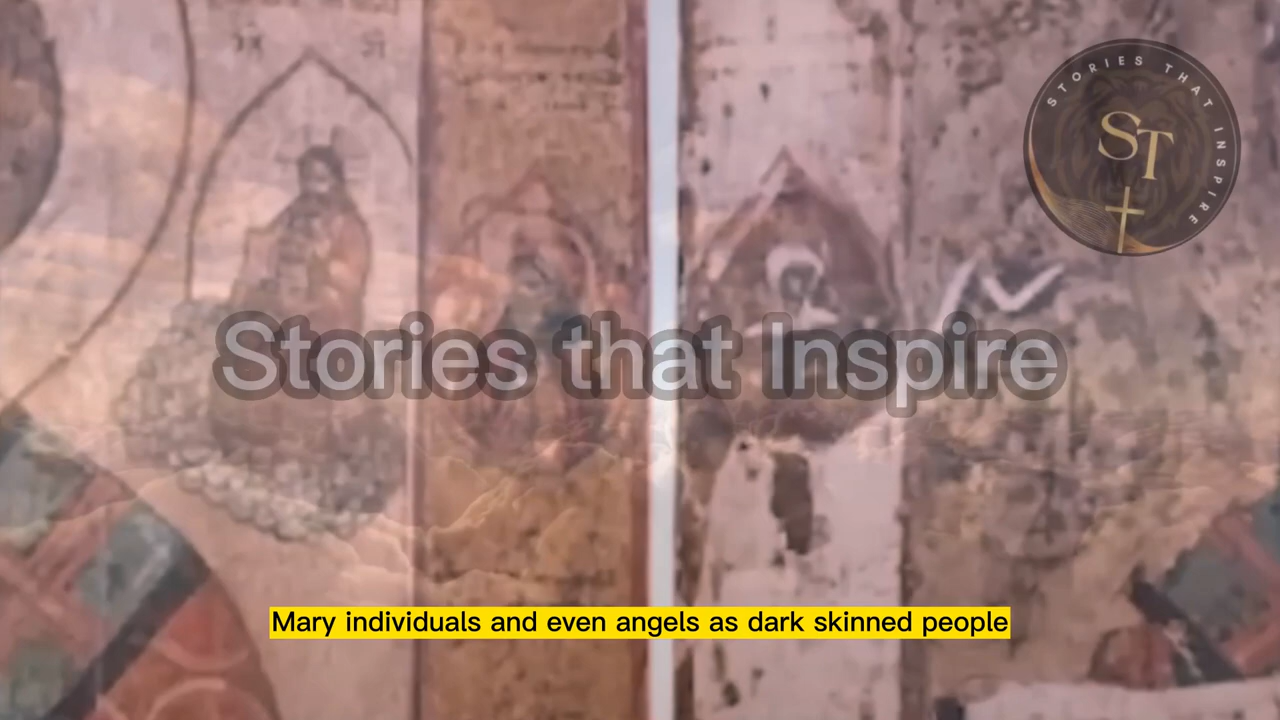 STORIES THAT INSPIRE
ST
Stories that Inspire
Mary individuals and even angels as dark skinned people